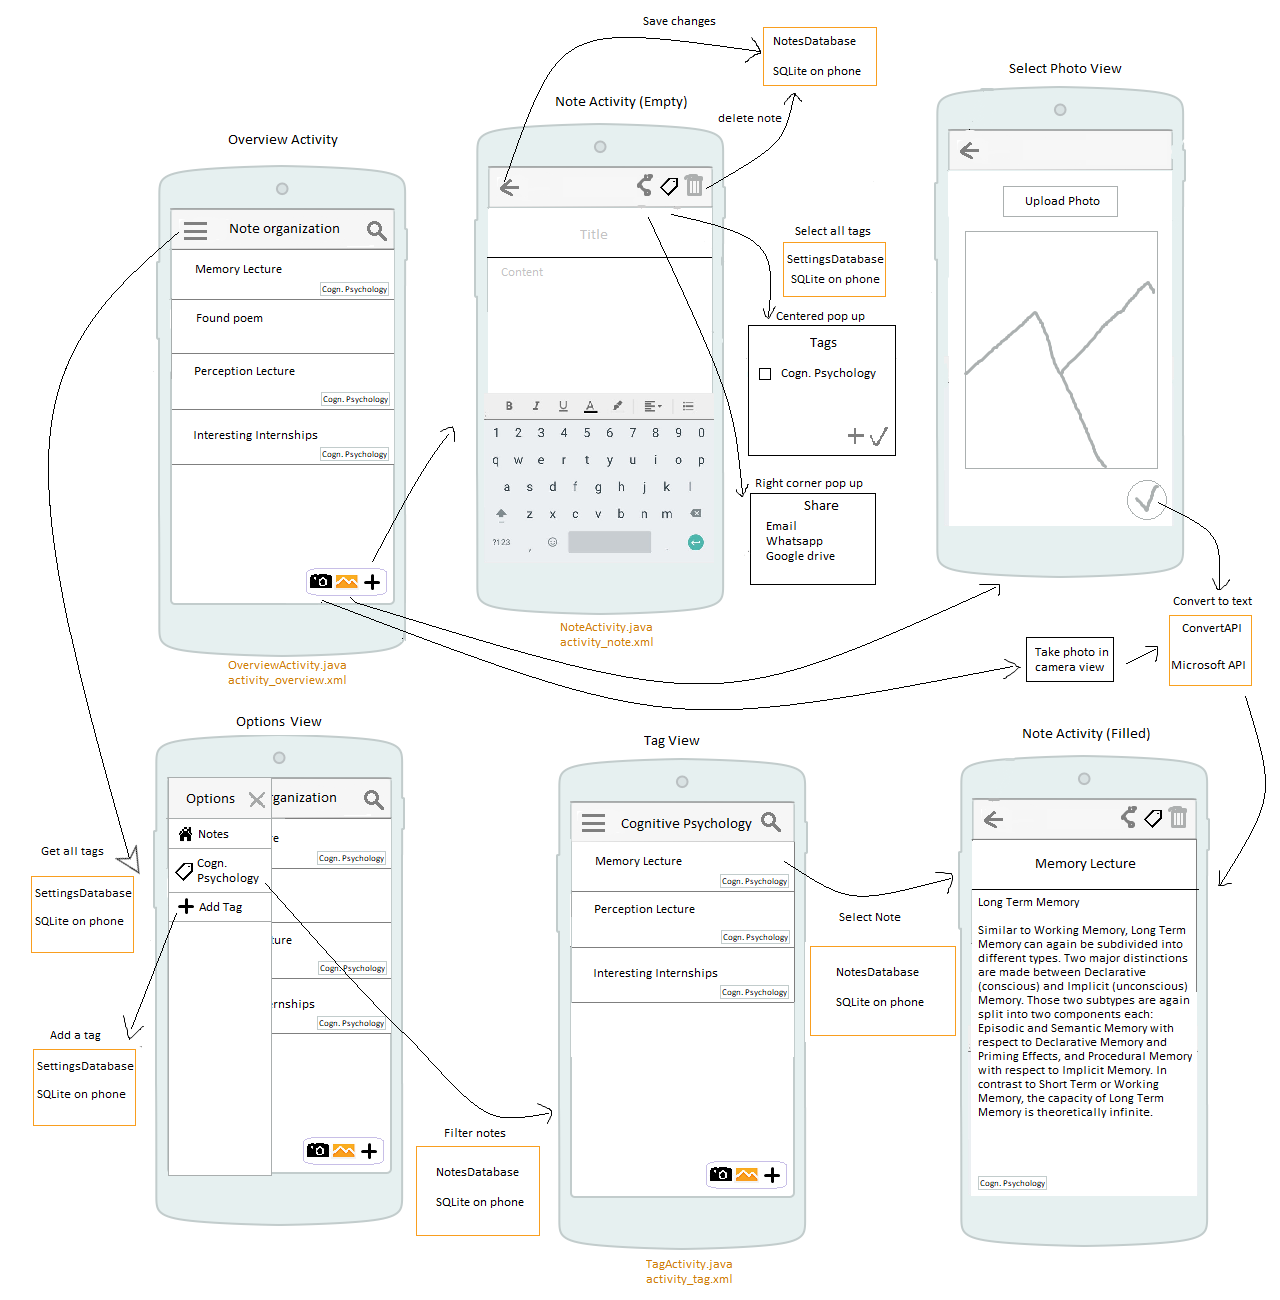 Save changes
NotesDatabase
SQLite on phone
Select Photo View
Note Activity (Empty)
delete note
Overview Activity
Upload Photo
Note organization
Title
Select all tags
Content
SettingsDatabase
SQLite on phone
Memory Lecture
Cogn. Psychology
Found poem
Centered pop up
Tags
Cogn. Psychology
Perception Lecture
Cogn. Psychology
B I U A
Interesting Internships
Cogn. Psychology
1 2 3 4 5 6 7 8 9 0
q w e r t y u i o p
a s d f g h j k l
z x c v b n m
?123 , .
Right corner pop up
Share
Email
Whatsapp
Google drive
NoteActivity.java
activity_note.xml
Convert to text
ConvertAPI
Microsoft API
Take photo in
camera view
OverviewActivity.java
activity_overview.xml
Options View
Tag View
Note Activity (Filled)
Options
rganization
Notes
re
Cogn. Psychology
Cogn.
Psychology
Add Tag
ture
Cogn. Psychology
rnships
Cogn. Psychology
Get all tags
SettingsDatabase
SQLite on phone
Add a tag
SettingsDatabase
SQLite on phone
Filter notes
NotesDatabase
SQLite on phone
Cognitive Psychology
Memory Lecture
Cogn. Psychology
Perception Lecture
Cogn. Psychology
Interesting Internships
Cogn. Psychology
TagActivity.java
activity_tag.xml
Select Note
NotesDatabase
SQLite on phone
Memory Lecture
Long Term Memory
Similar to Working Memory, Long Term
Memory can again be subdivided into
different types. Two major distinctions
are made between Declarative
(conscious) and Implicit (unconscious)
Memory. Those two subtypes are again
split into two components each:
Episodic and Semantic Memory with
respect to Declarative Memory and
Priming Effects, and Procedural Memory
with respect to Implicit Memory. In
contrast to Short Term or Working
Memory, the capacity of Long Term
Memory is theoretically infinite.
Cogn. Psychology